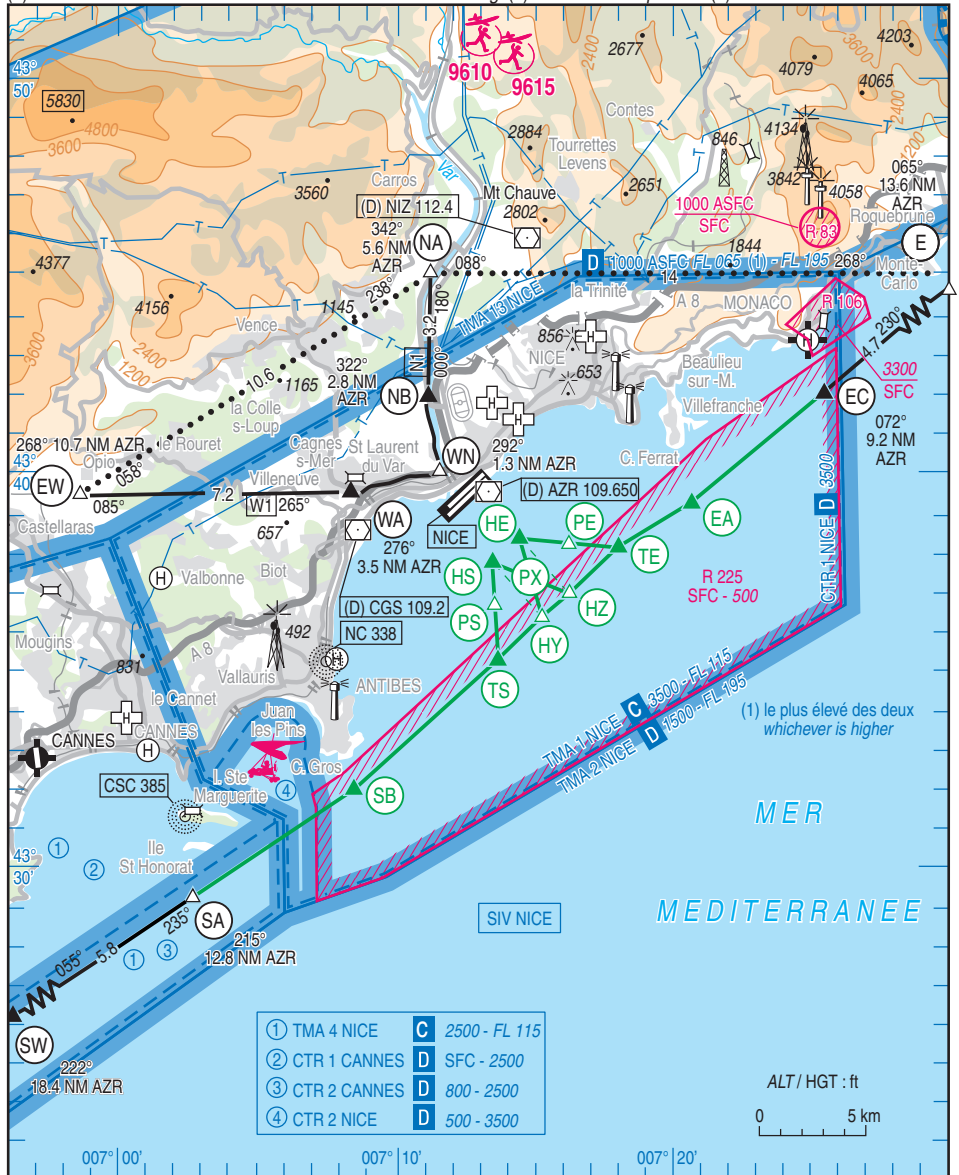 43°
50'
9610
9615
2677
2400
3600
4203
4079
4065
5830
4800
3600
2884
Contes
Tourrettes
Levens
846
4134
2400
1200
065°
13.6 NM
AZR
3560
Carros
Var
Mt Chauve
2651
3842
4058
(D) NIZ 112.4
2802
1000 ASFC
SFC
R 83
Roquebrune
342°
5.6 NM
AZR
NA
E
4377
1844
088°
D
1000 ASFC FL 065 (1) - FL 195
268°
Monte-
Carlo
14
238°
180°
TMA 13 NICE
la Trinité
A 8
MONACO
R 106
4156
1145
Vence
3.2
4.7
230°
3600
2400
1200
10.6
1165
322°
2.8 NM
AZR
N1
000°
856
NICE
653
Beaulieu
sur-M.
3300
SFC
NB
Villefranche
EC
la Colle
s-Loup
072°
9.2 NM
AZR
268° 10.7 NM AZR
le Rouret
Cagnes
s-Mer
St Laurent
du Var
WN
292°
1.3 NM AZR
C. Ferrat
43°
40'
Opio
058°
EW
Villeneuve
085°
7.2
W1
265°
(D) AZR 109.650
CTR 1 NICE D 3500
Castellaras
657
WA
276°
3.5 NM AZR
NICE
HE
PE
EA
TE
Biot
HS
PX
R 225
SFC - 500
H
Valbonne
(D) CGS 109.2
PS
HZ
HY
Mougins
492
NC 338
831
A 8
Vallauris
H
TS
ANTIBES
le Cannet
TMA 1 NICE C 3500 - FL 115
TMA 2 NICE D 1500 - FL 195
(1) le plus élevé des deux
whichever is higher
CANNES
CANNES
H
Juan
les Pins
C. Gros
CSC 385
I. Ste
Marguerite
4
SB
MER
1
2
Ile
St Honorat
43°
30'
SA
MEDITERRANEE
SIV NICE
235°
215°
12.8 NM AZR
5.8
055°
1
3
SW
222°
18.4 NM AZR
1 TMA 4 NICE C 2500 - FL 115
2 CTR 1 CANNES D SFC - 2500
3 CTR 2 CANNES D 800 - 2500
4 CTR 2 NICE D 500 - 3500
ALT / HGT : ft
0 5 km
007° 00'
007° 10'
007° 20'